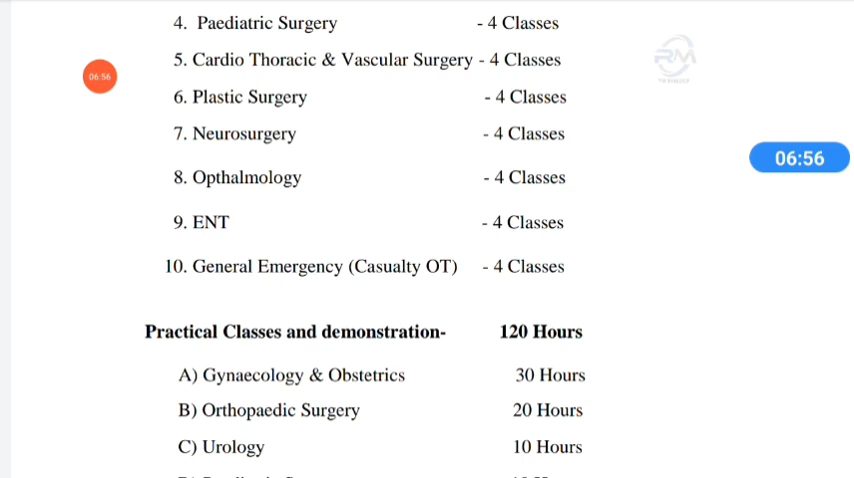 4. Paediatric Surgery - 4 Classes
5. Cardio Thoracic & Vascular Surgery - 4 Classes
06:56
RM
6. Plastic Surgery - 4 Classes
7. Neurosurgery - 4 Classes
06:56
8. Opthalmology - 4 Classes
9. ENT - 4 Classes
10. General Emergency (Casualty OT) - 4 Classes
Practical Classes and demonstration- 120 Hours
A) Gynaecology & Obstetrics 30 Hours
B) Orthopaedic Surgery 20 Hours
C) Urology 10 Hours